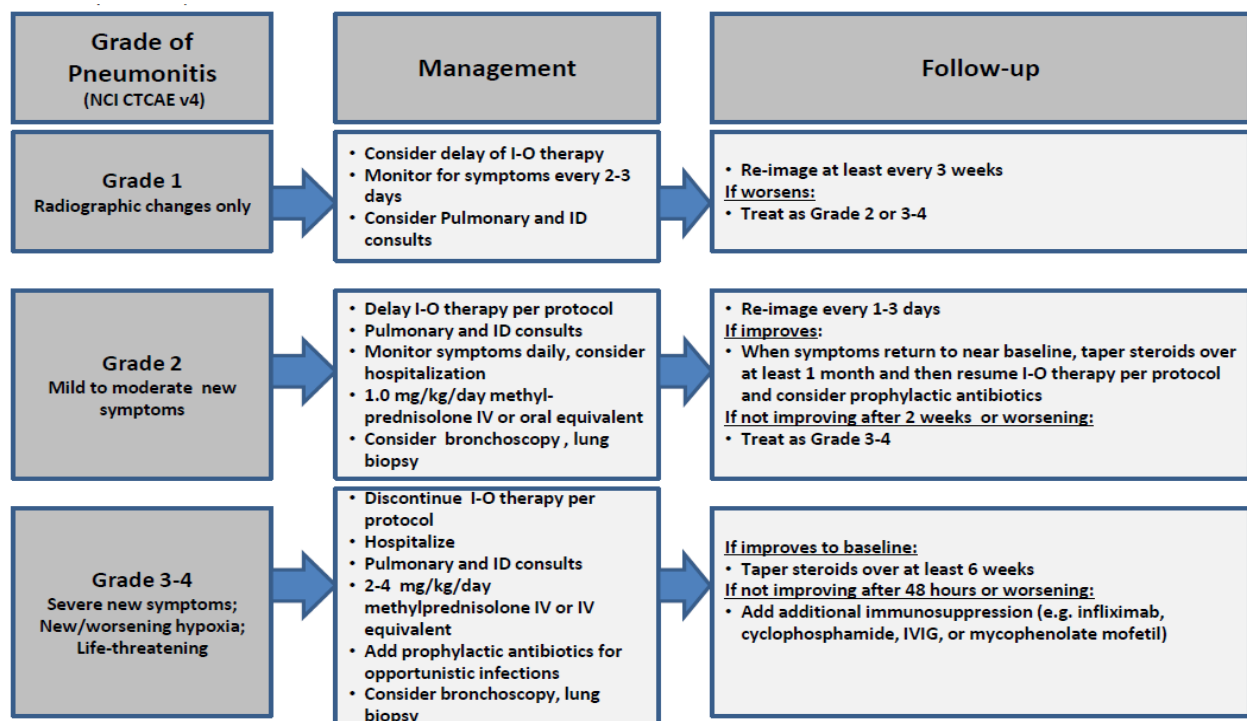 Grade of
Pneumonitis
(NCI CTCAE v4)
Management
Follow-up
Grade 1
Radiographic changes only
• Consider delay of I-O therapy
• Monitor for symptoms every 2-3
days
• Consider Pulmonary and ID
consults
• Re-image at least every 3 weeks
If worsens:
• Treat as Grade 2 or 3-4
Grade 2
Mild to moderate new
symptoms
• Delay I-O therapy per protocol
• Pulmonary and ID consults
• Monitor symptoms daily, consider
hospitalization
• 1.0 mg/kg/day methyl-
prednisolone IV or oral equivalent
• Consider bronchoscopy , lung
biopsy
• Re-image every 1-3 days
If improves:
• When symptoms return to near baseline, taper steroids over
at least 1 month and then resume I-O therapy per protocol
and consider prophylactic antibiotics
If not improving after 2 weeks or worsening:
• Treat as Grade 3-4
Grade 3-4
Severe new symptoms;
New/worsening hypoxia;
Life-threatening
• Discontinue I-O therapy per
protocol
• Hospitalize
• Pulmonary and ID consults
• 2-4 mg/kg/day
methylprednisolone IV or IV
equivalent
• Add prophylactic antibiotics for
opportunistic infections
• Consider bronchoscopy, lung
biopsy
If improves to baseline:
• Taper steroids over at least 6 weeks
If not improving after 48 hours or worsening:
• Add additional immunosuppression (e.g. infliximab,
cyclophosphamide, IVIG, or mycophenolate mofetil)